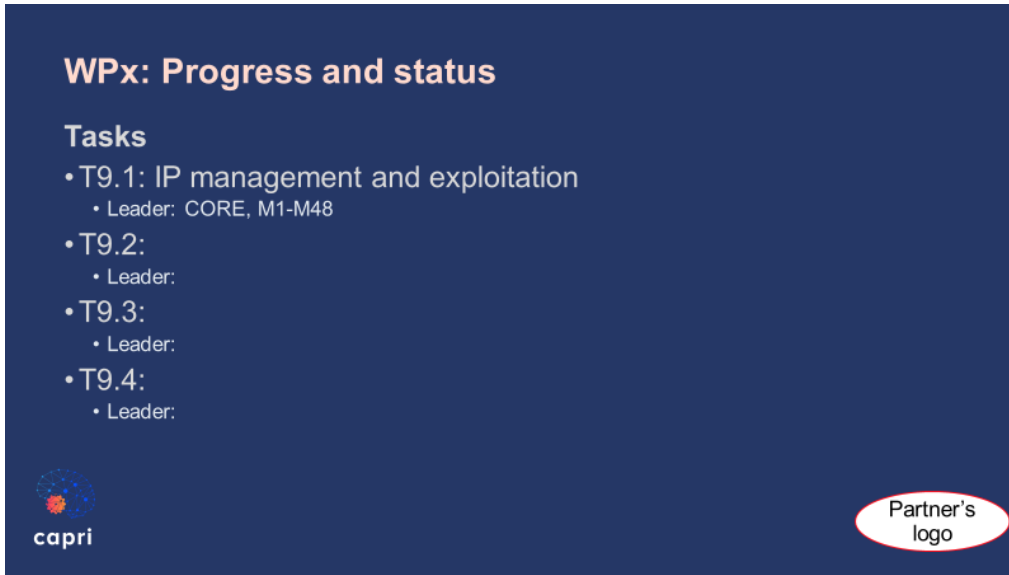 WPx: Progress and status
Tasks
•T9.1: IP management and exploitation
• Leader: CORE, M1-M48
•T9.2:
• Leader:
•T9.3:
• Leader:
•T9.4:
• Leader:
capri
Partner's
logo